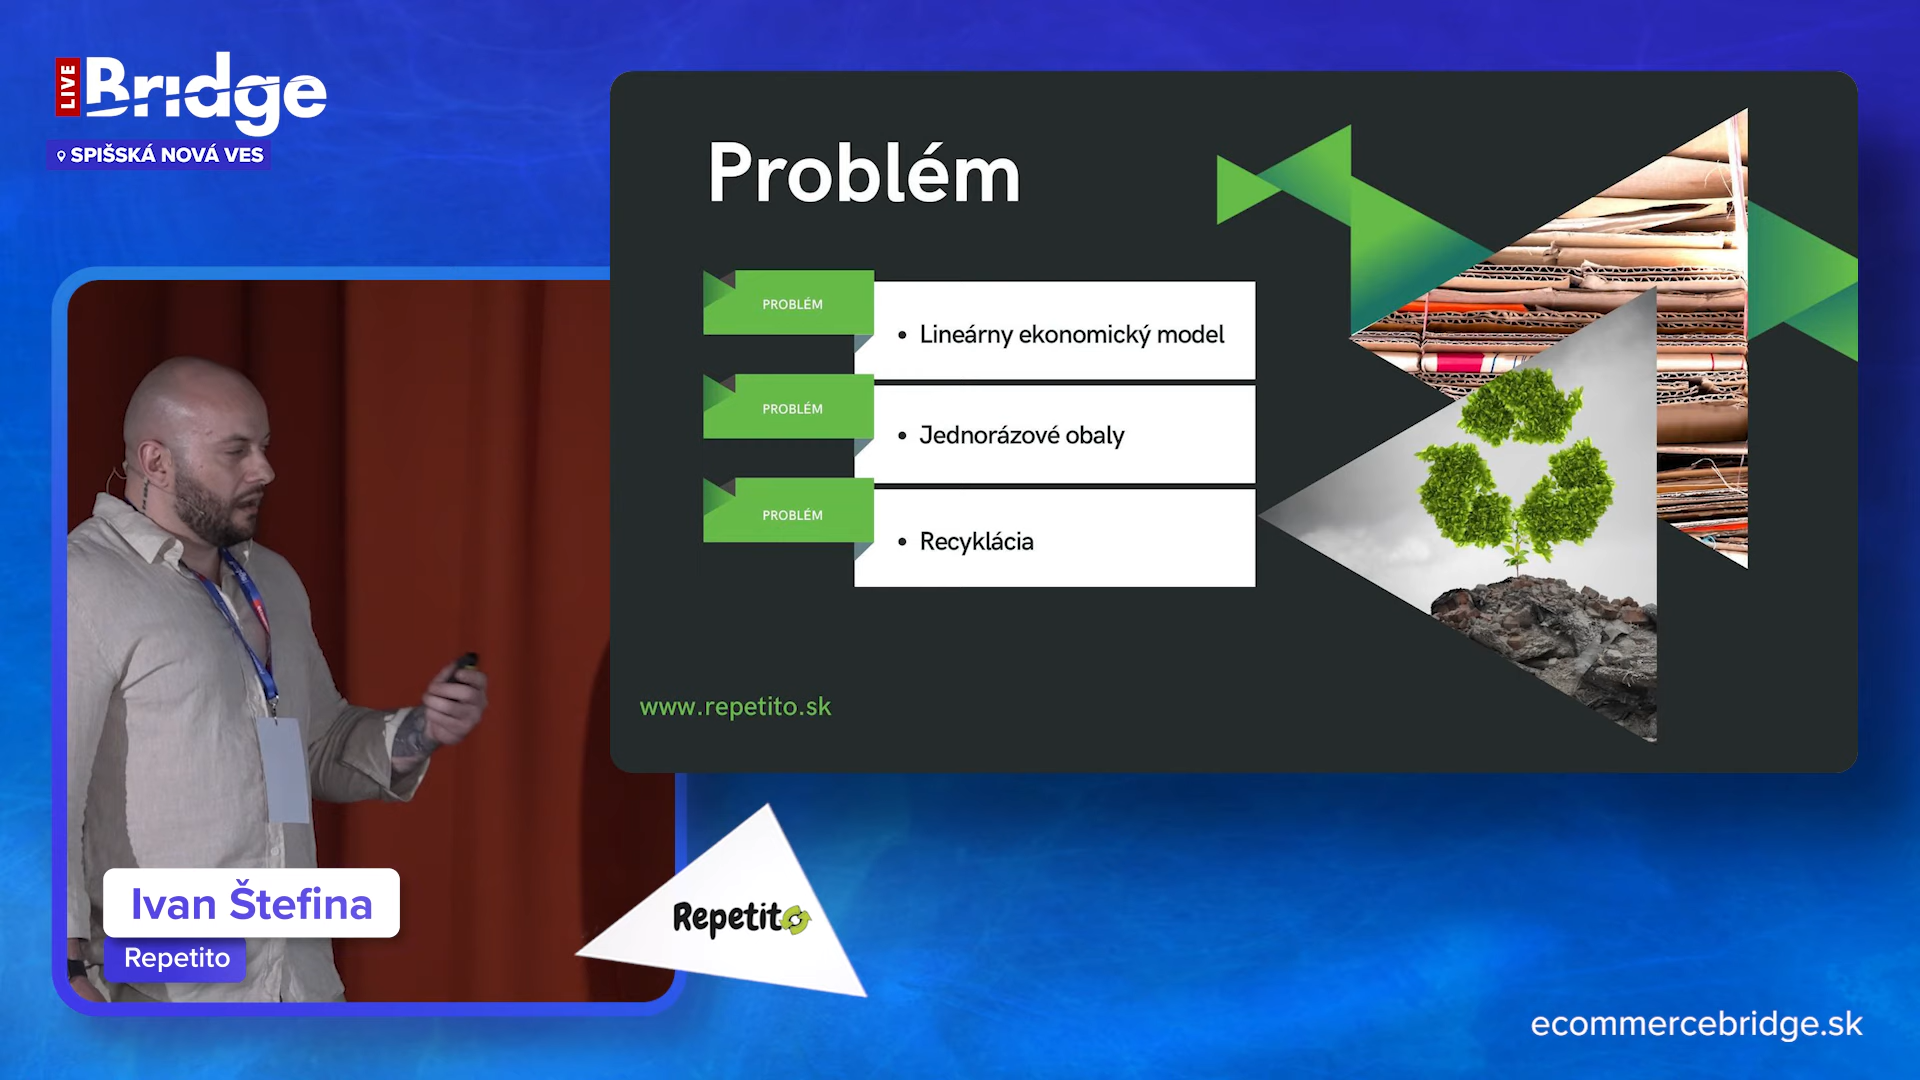 LIVE
Bridge
SPIŠSKÁ NOVÁ VES
Problém
PROBLÉM
• Lineárny ekonomický model
PROBLÉM
• Jednorázové obaly
PROBLÉM
• Recyklácia
www.repetito.sk
Ivan Štefina
Repetito
Repetito
ecommercebridge.sk